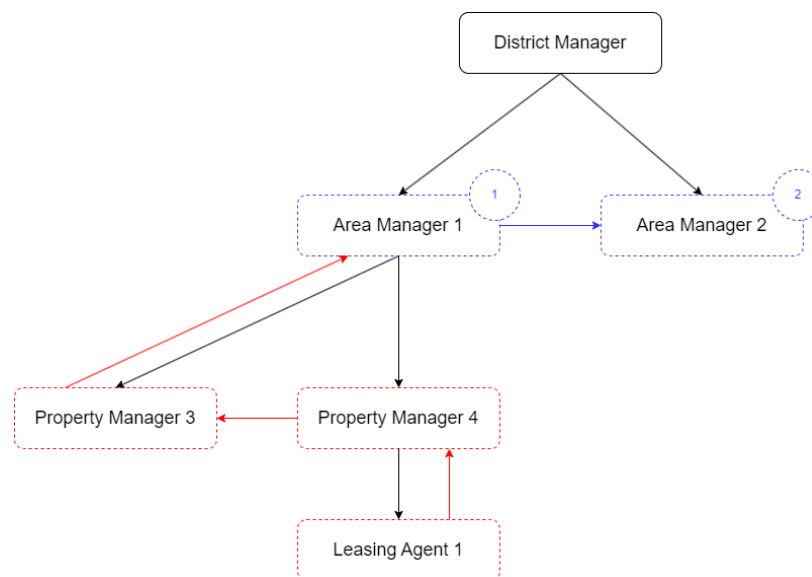 District Manager
1
2
Area Manager 1
Area Manager 2
Property Manager 3
Property Manager 4
Leasing Agent 1